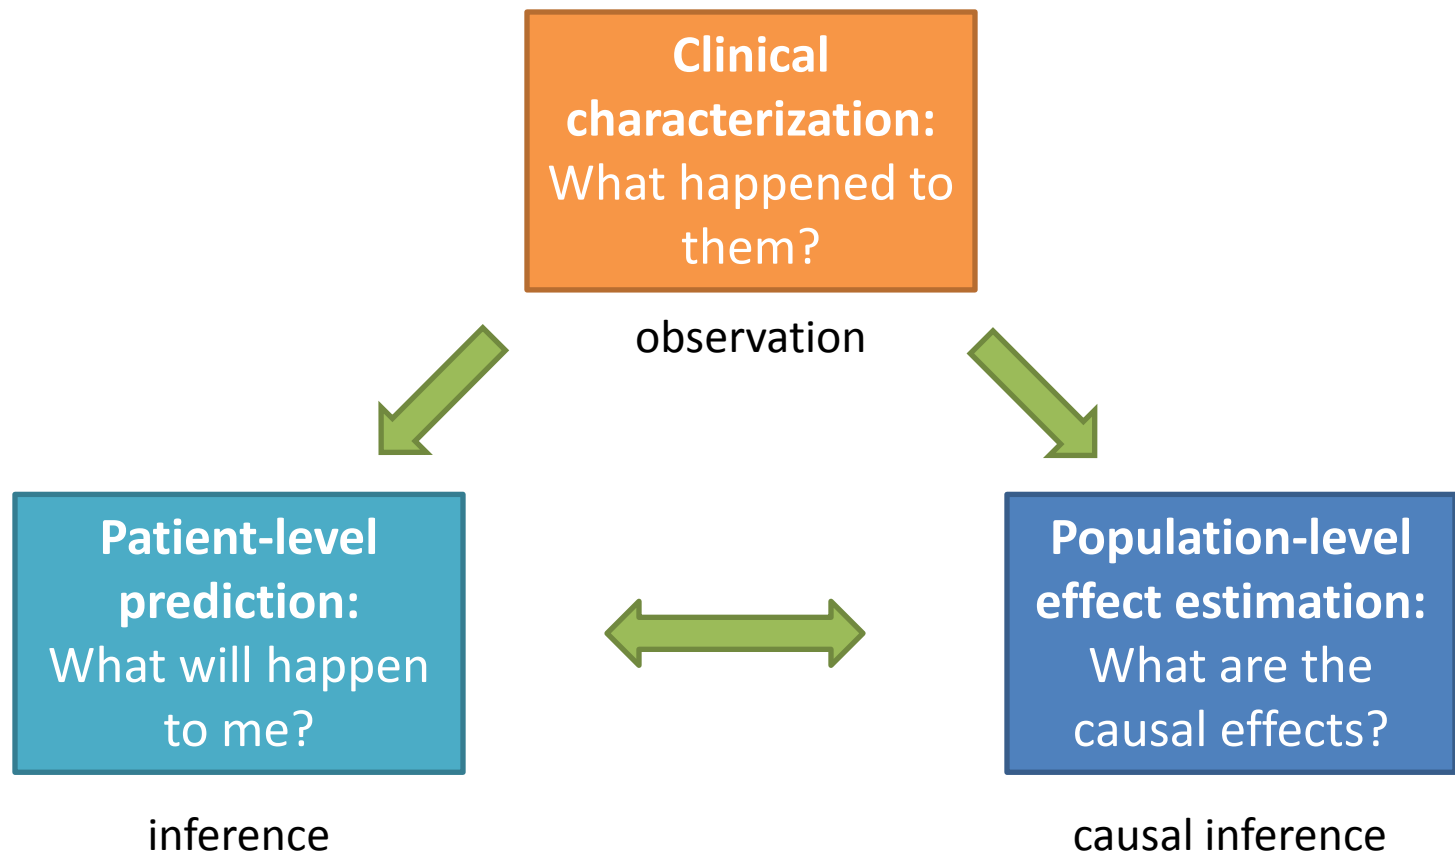 Clinical
characterization:
What happened to
them?
observation
Patient-level
prediction:
What will happen
to me?
inference
Population-level
effect estimation:
What are the
causal effects?
causal inference